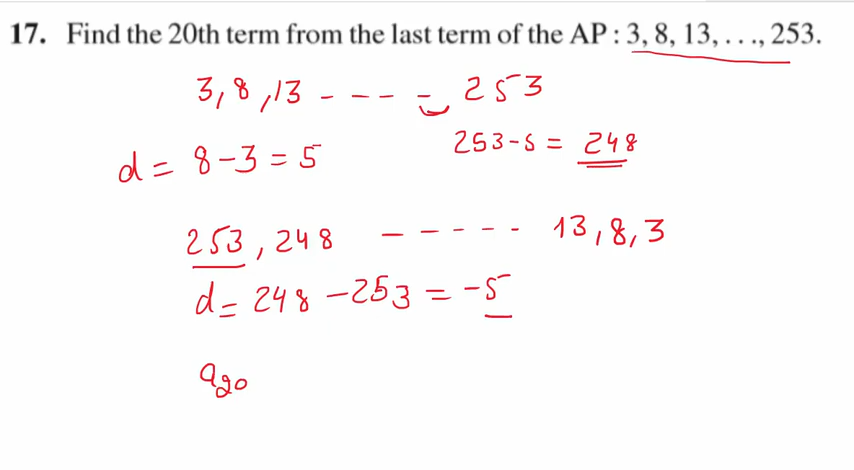 17. Find the 20th term from the last term of the AP : 3, 8, 13, . . ., 253.
3, 8, 13 - - - - - 253
253 - 5 = 248
d = 8 - 3 = 5
253, 248 - - - - - 13, 8, 3
d = 248 - 253 = -5
a20